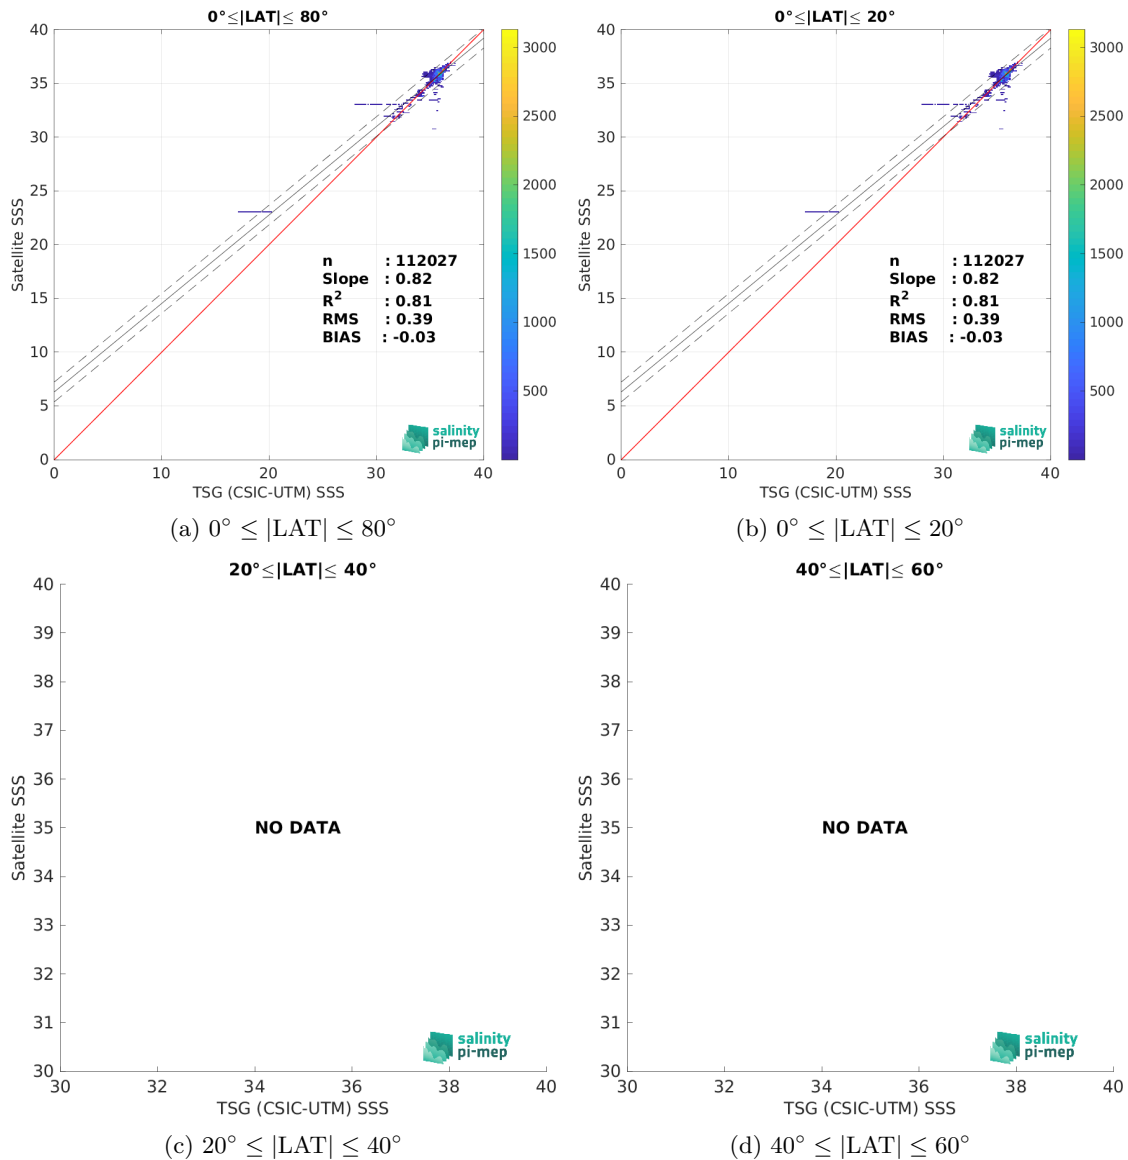 0°≤|LAT|≤ 80°
40
35
30
25
20
15
10
5
0
Satellite SSS
0
10
20
30
40
TSG (CSIC-UTM) SSS
n : 112027
Slope : 0.82
R² : 0.81
RMS : 0.39
BIAS : -0.03
salinity
pi-mep
3000
2500
2000
1500
1000
500
(a) 0° ≤ |LAT| ≤ 80°
0°≤|LAT|≤ 20°
40
35
30
25
20
15
10
5
0
Satellite SSS
0
10
20
30
40
TSG (CSIC-UTM) SSS
n : 112027
Slope : 0.82
R² : 0.81
RMS : 0.39
BIAS : -0.03
salinity
pi-mep
3000
2500
2000
1500
1000
500
(b) 0° ≤ |LAT| ≤ 20°
20°≤|LAT|≤ 40°
40
39
38
37
36
35
34
33
32
31
30
Satellite SSS
NO DATA
salinity
pi-mep
30
32
34
36
38
40
TSG (CSIC-UTM) SSS
(c) 20° ≤ |LAT| ≤ 40°
40°≤|LAT|≤ 60°
40
39
38
37
36
35
34
33
32
31
30
Satellite SSS
NO DATA
salinity
pi-mep
30
32
34
36
38
40
TSG (CSIC-UTM) SSS
(d) 40° ≤ |LAT| ≤ 60°